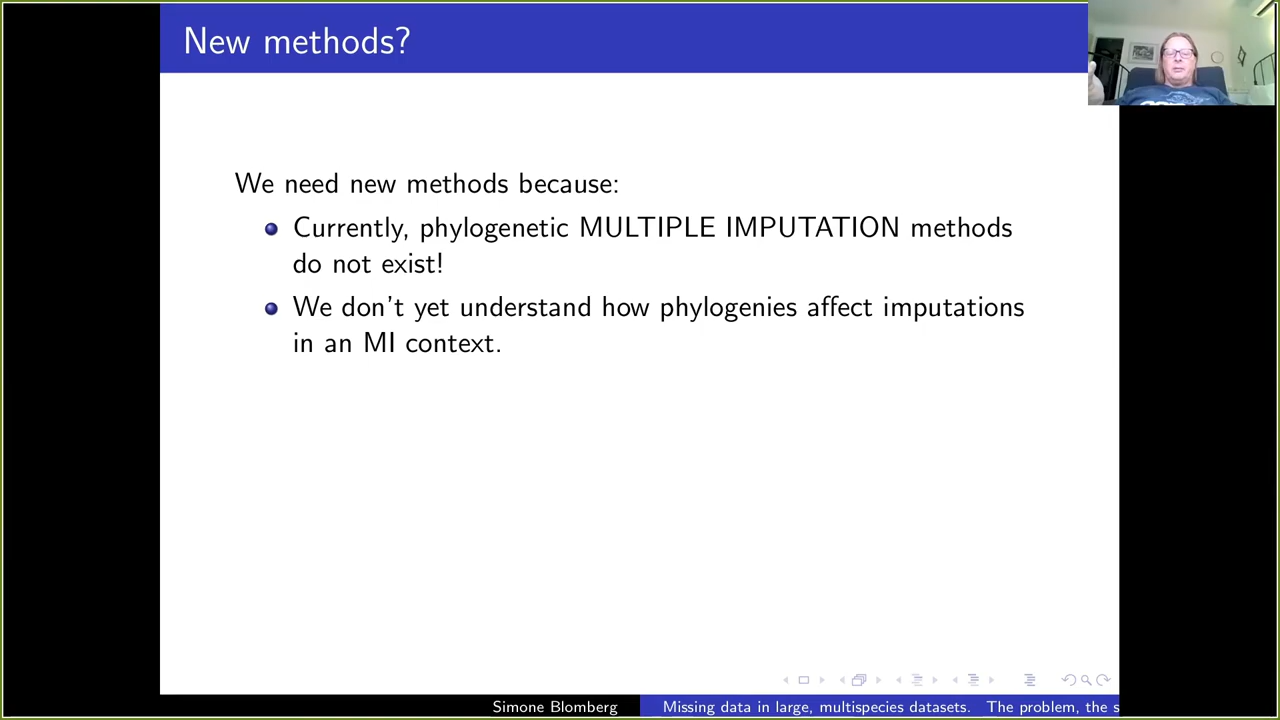 New methods?
We need new methods because:
Currently, phylogenetic MULTIPLE IMPUTATION methods
do not exist!
We don't yet understand how phylogenies affect imputations
in an MI context.
Simone Blomberg
Missing data in large, multispecies datasets. The problem, the s